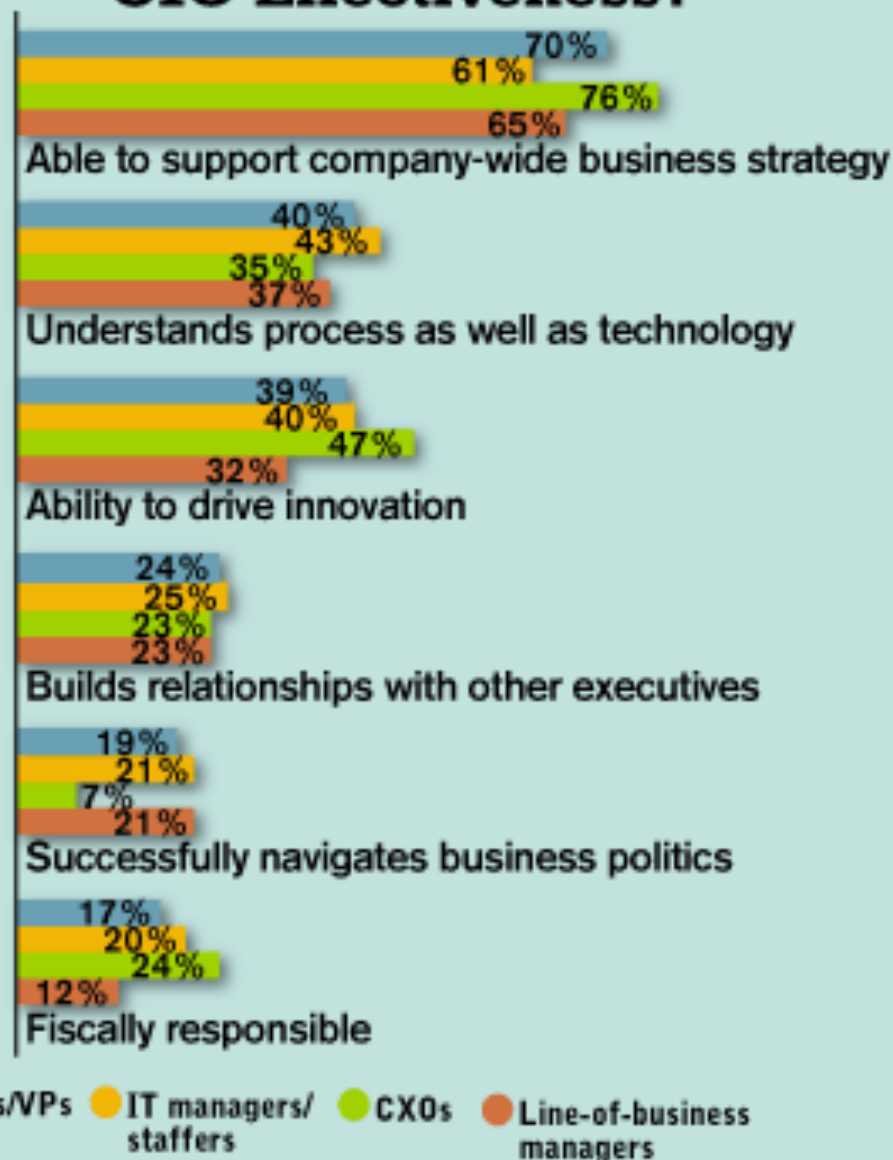 CIO Effectiveness?
70%
61%
76%
65%
Able to support company-wide business strategy
40%
43%
35%
37%
Understands process as well as technology
39%
40%
47%
32%
Ability to drive innovation
24%
25%
23%
23%
Builds relationships with other executives
19%
21%
7%
21%
Successfully navigates business politics
17%
20%
24%
12%
Fiscally responsible
s/VPs IT managers/ CXOs Line-of-business
staffers managers